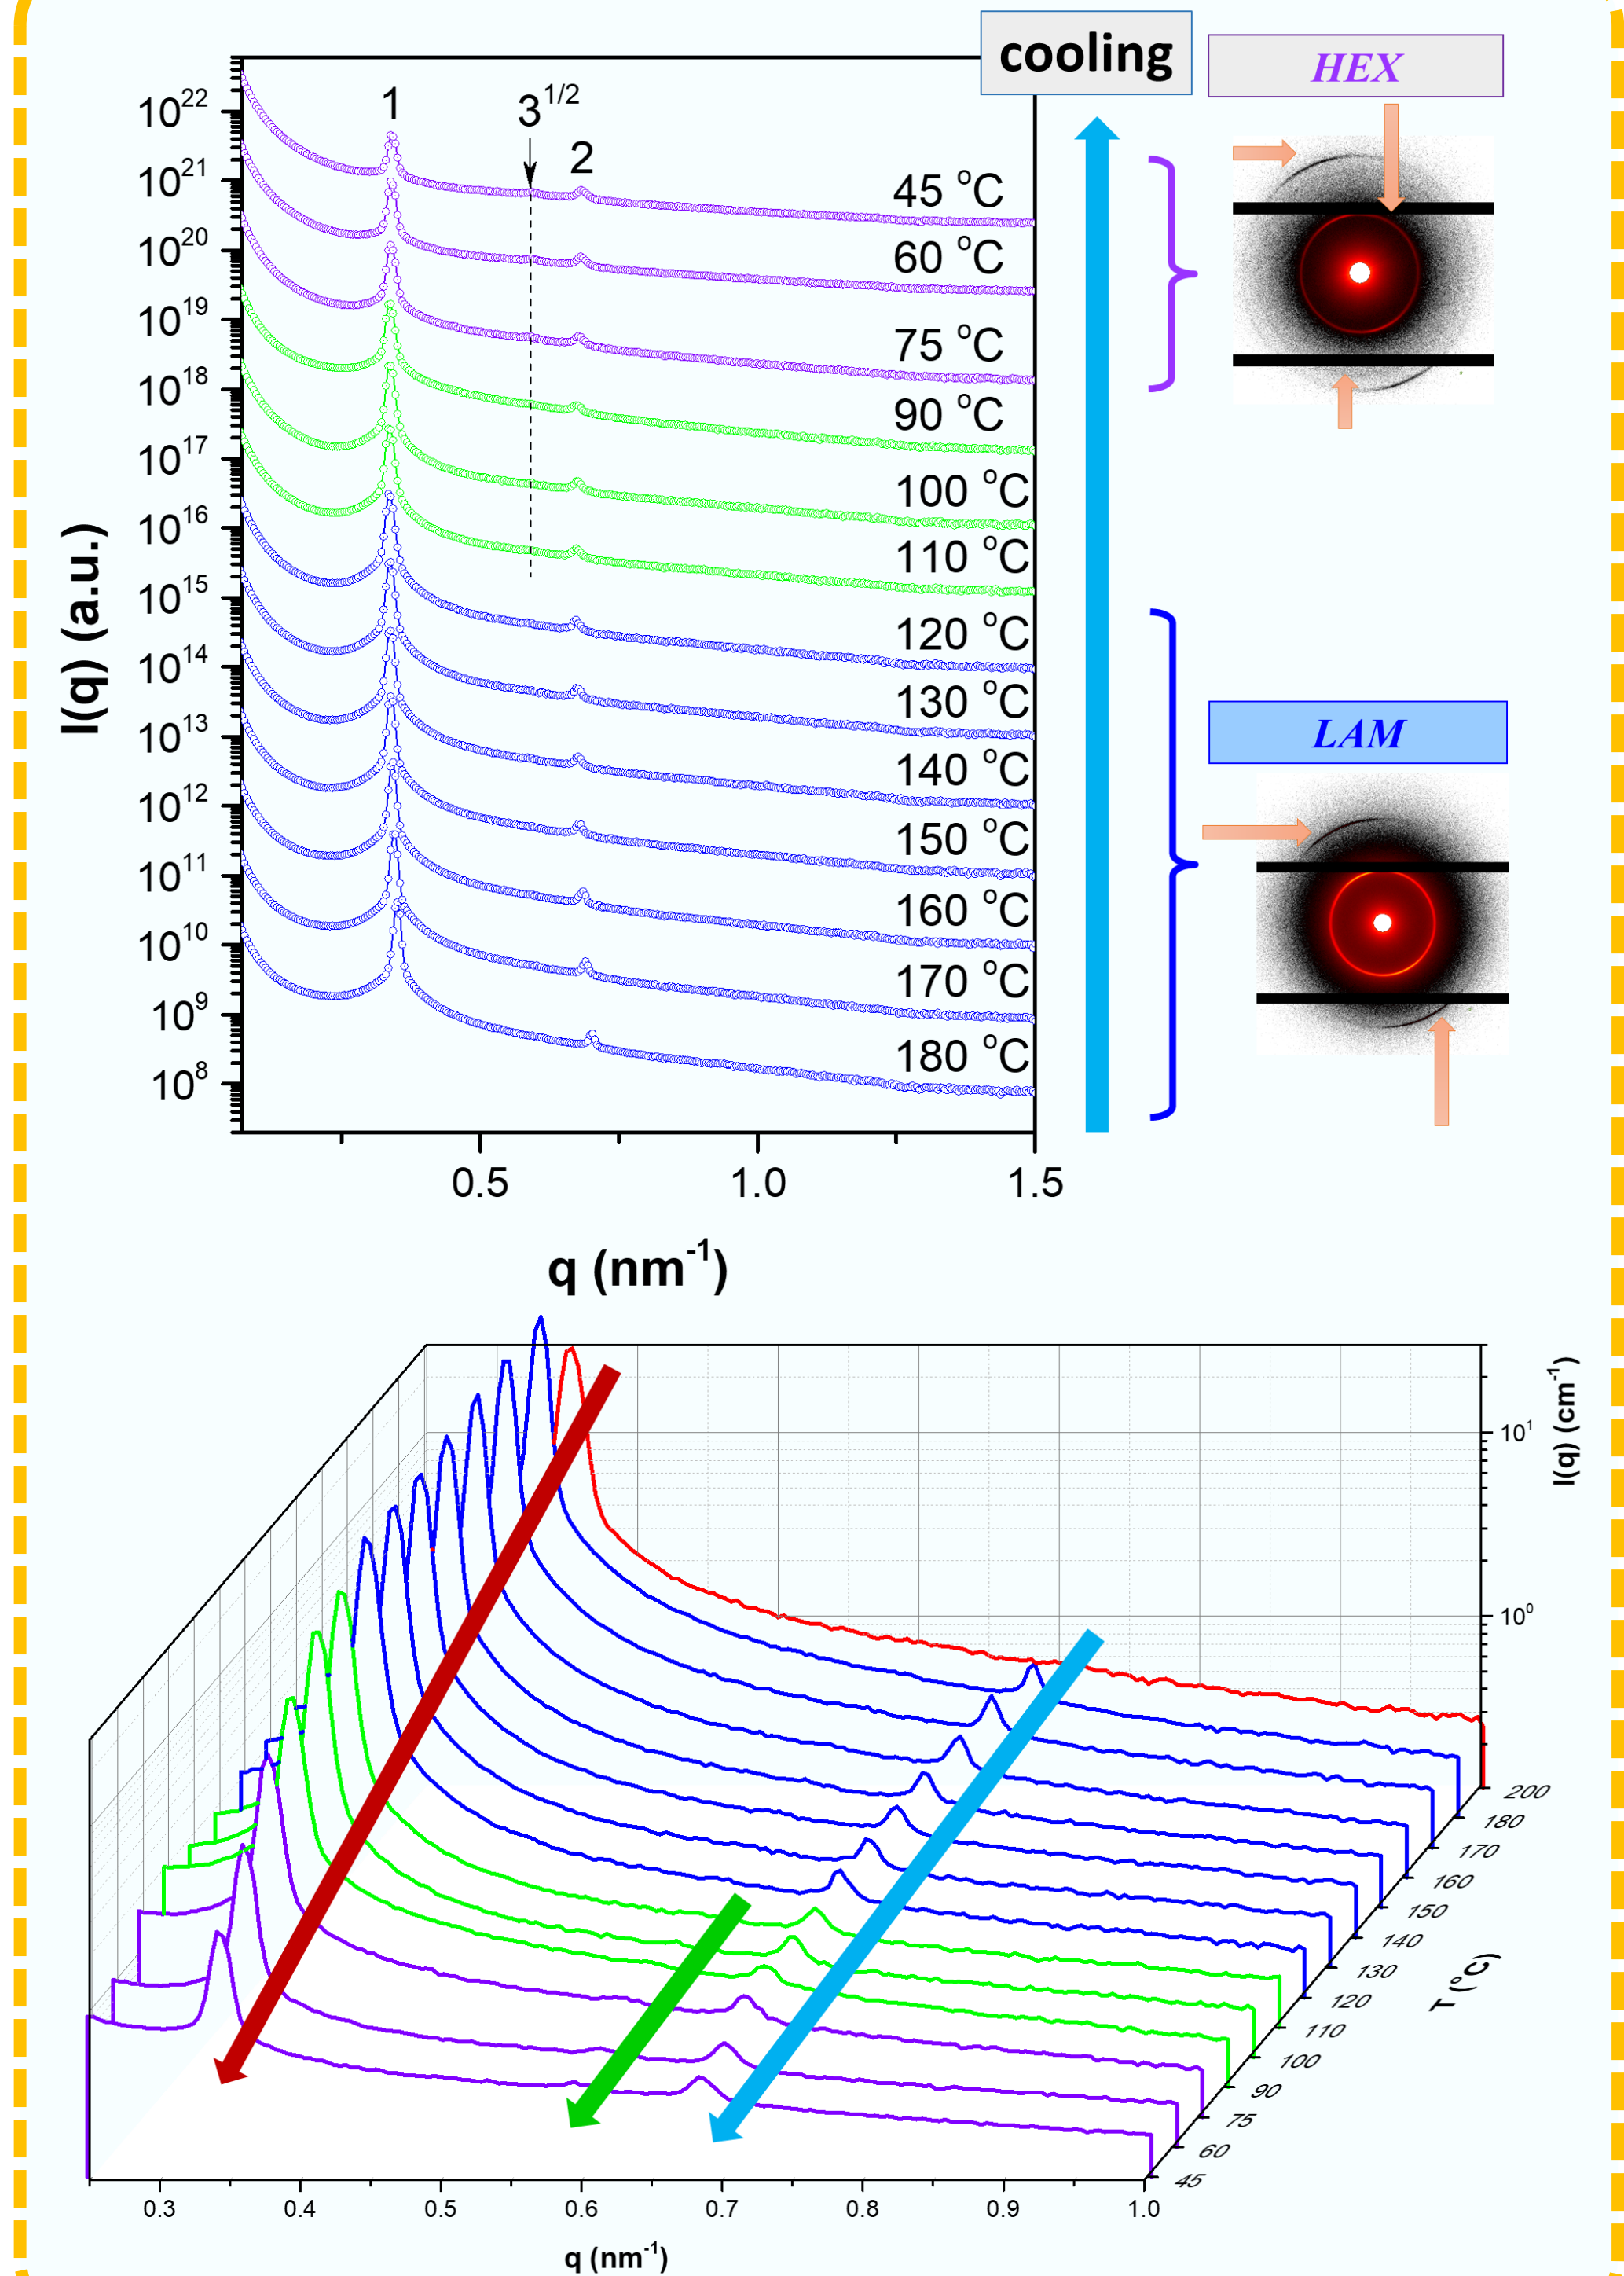 cooling
HEX
10^22
10^21
10^20
10^19
10^18
10^17
10^16
10^15
10^14
10^13
10^12
10^11
10^10
10^9
10^8
I(q) (a.u.)
1
3^1/2
2
45 °C
60 °C
75 °C
90 °C
100 °C
110 °C
120 °C
130 °C
140 °C
150 °C
160 °C
170 °C
180 °C
LAM
0.5 1.0 1.5
q (nm^-1)
I(q) (cm^-1)
10^1
10^0
200
180
170
160
150
140
130
120
110
100
90
75
60
45
T (°C)
0.3 0.4 0.5 0.6 0.7 0.8 0.9 1.0
q (nm^-1)